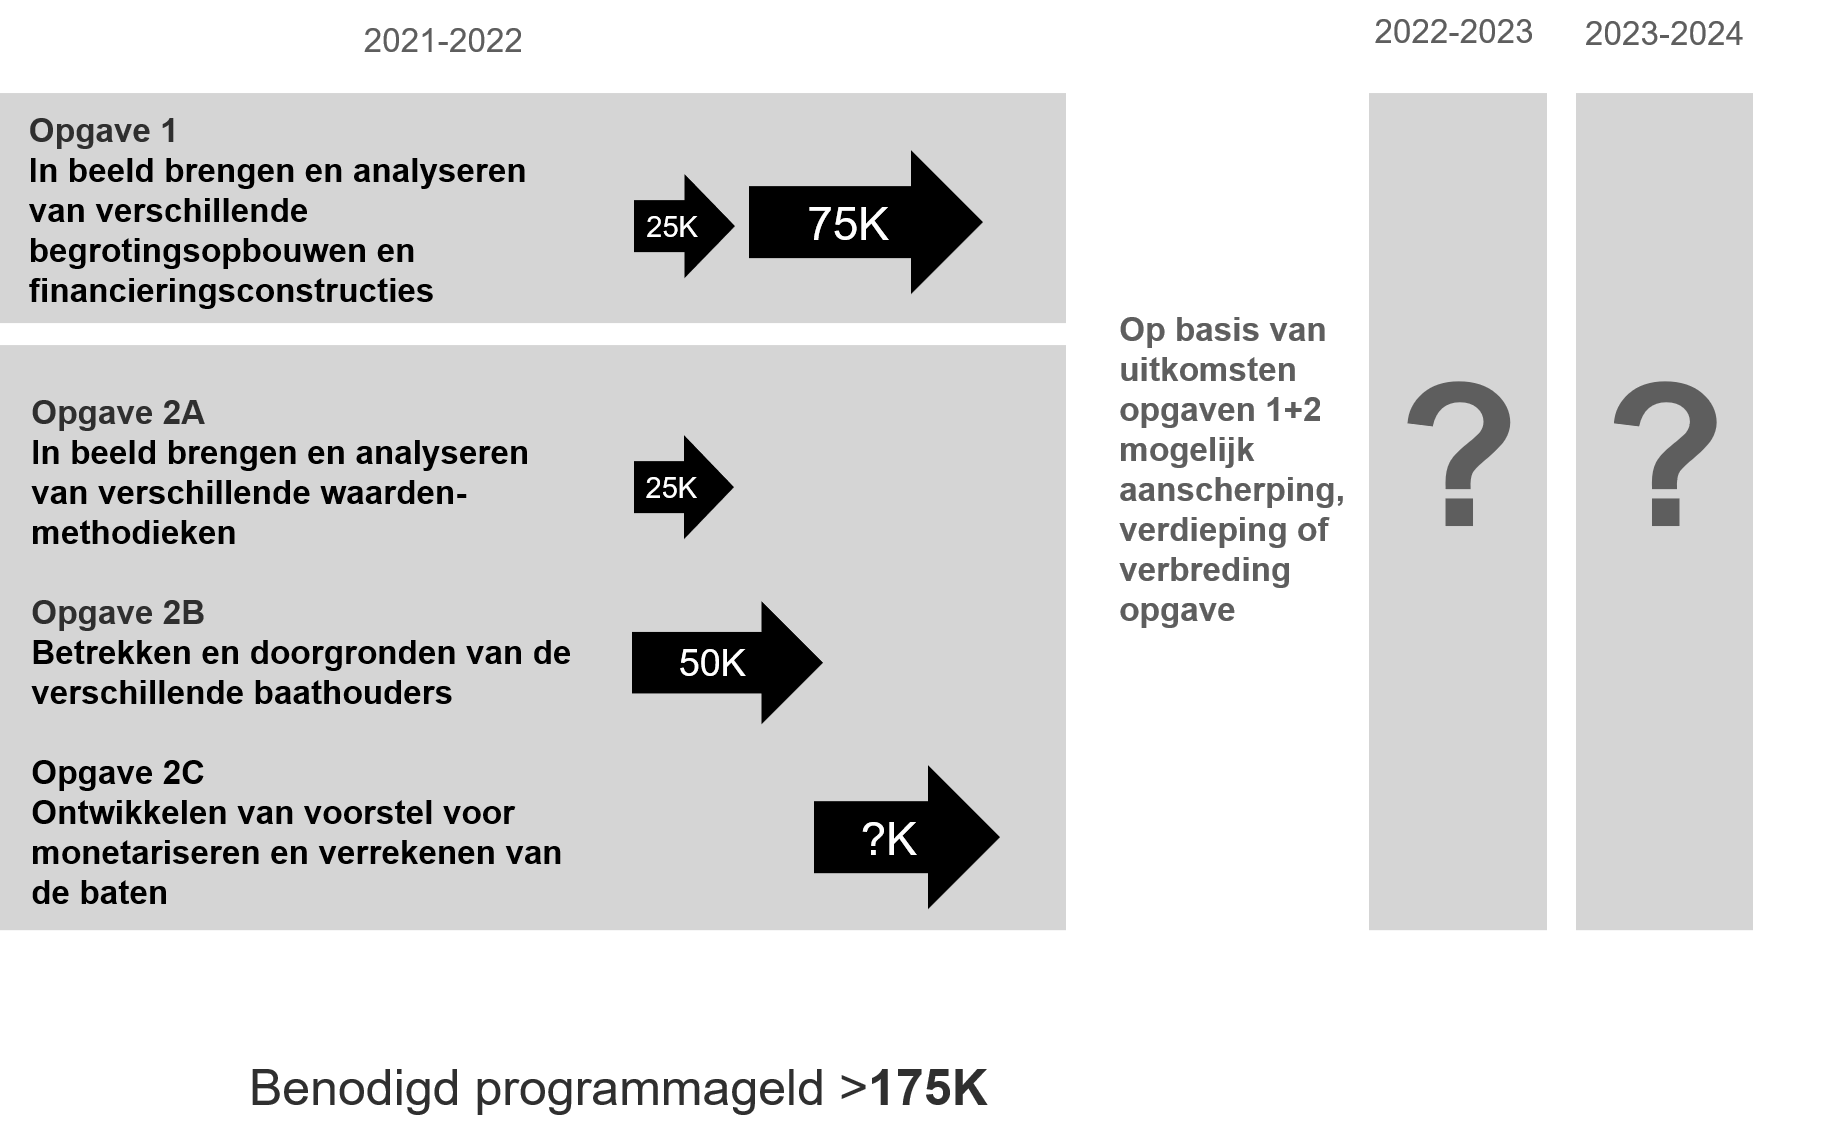 2021-2022
2022-2023
2023-2024
Opgave 1
In beeld brengen en analyseren
van verschillende
begrotingsopbouwen en
financieringsconstructies
25K
75K
Opgave 2A
In beeld brengen en analyseren
van verschillende waarden-
methodieken
25K
Opgave 2B
Betrekken en doorgronden van de
verschillende baathouders
50K
Opgave 2C
Ontwikkelen van voorstel voor
monetariseren en verrekenen van
de baten
?K
Op basis van
uitkomsten
opgaven 1+2
mogelijk
aanscherping,
verdieping of
verbreding
opgave
?
?
Benodigd programmageld >175K